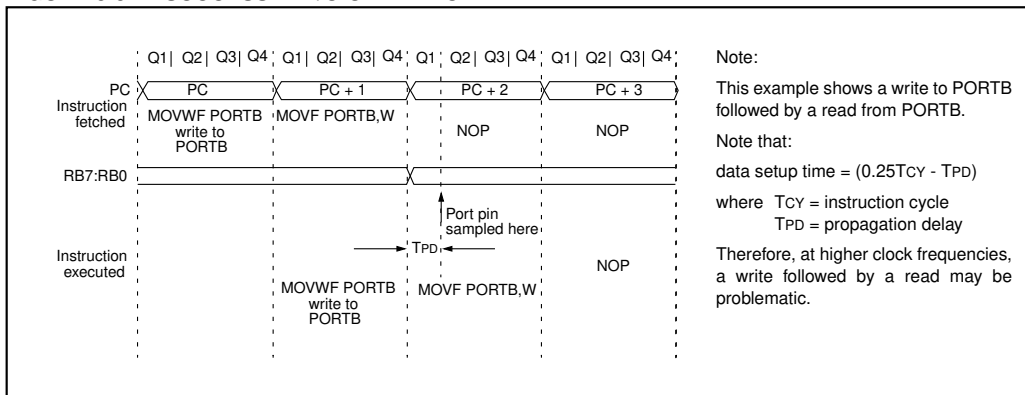 Q1| Q2| Q3| Q4 Q1| Q2| Q3| Q4 Q1| Q2| Q3| Q4 Q1| Q2| Q3| Q4
PC PC PC + 1 PC + 2 PC + 3
Instruction
fetched
MOVWF PORTB
write to
PORTB
MOVF PORTB,W
NOP
NOP
RB7:RB0
Port pin
sampled here
TPD
Instruction
executed
MOVWF PORTB
write to
PORTB
MOVF PORTB,W
NOP
Note:
This example shows a write to PORTB
followed by a read from PORTB.
Note that:
data setup time = (0.25TCY - TPD)
where TCY = instruction cycle
TPD = propagation delay
Therefore, at higher clock frequencies,
a write followed by a read may be
problematic.